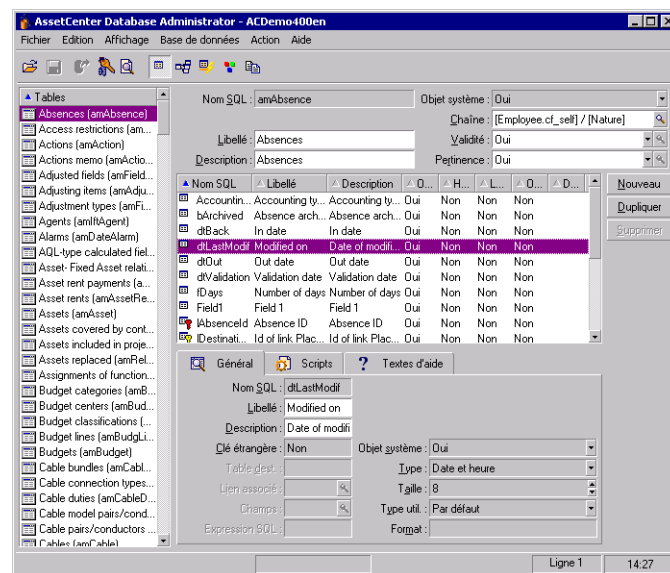 AssetCenter Database Administrator - ACDemo400en
Fichier Edition Affichage Base de données Action Aide
Tables
Absences (amAbsence)
Access restrictions (am...
Actions (amAction)
Actions memo (amActio...
Adjusted fields (amField...
Adjusting items (amAdju...
Adjustment types (amFi...
Agents (amIftAgent)
Alarms (amDateAlarm)
AQL-type calculated fiel...
Asset- Fixed Asset relati...
Asset rent payments (a...
Asset rents (amAssetRe...
Assets (amAsset)
Assets covered by cont...
Assets included in proje...
Assets replaced (amRel...
Assignments of function...
Budget categories (amB...
Budget centers (amBud...
Budget classifications (...
Budget lines (amBudgLi...
Budgets (amBudget)
Cable bundles (amCabl...
Cable connection types...
Cable duties (amCableD...
Cable model pairs/cond...
Cable pairs/conductors ...
Cables (amCable)
Nom SQL : amAbsence Objet système : Oui
Chaîne : [Employee.cf_self] / [Nature]
Libellé : Absences Validité : Oui
Description : Absences Pertinence : Oui
Nom SQL Libellé Description O... H... L... O... D...
Accountin... Accounting ty... Accounting ty... Oui Non Non Non
bArchived Absence arch... Absence arch... Oui Non Non Non
dtBack In date In date Oui Non Non Non
dtLastModif Modified on Date of modifi... Oui Non Non Non
dtOut Out date Out date Oui Non Non Non
dtValidation Validation date Validation date Oui Non Non Non
fDays Number of days Number of days Oui Non Non Non
Field1 Field 1 Field 1 Oui Non Non Non
lAbsenceId Absence ID Absence ID Oui Non Non Non
lDestinati... Id of link Plac... Id of link Plac... Oui Non Non Non
Nouveau
Dupliquer
Supprimer
Général Scripts Textes d'aide
Nom SQL : dtLastModif
Libellé : Modified on
Description : Date of modifi
Clé étrangère : Non Objet système : Oui
Table dest. : Type : Date et heure
Lien associé : Taille : 8
Champs : Type util. : Par défaut
Expression SQL : Format :
Ligne 1 14:27